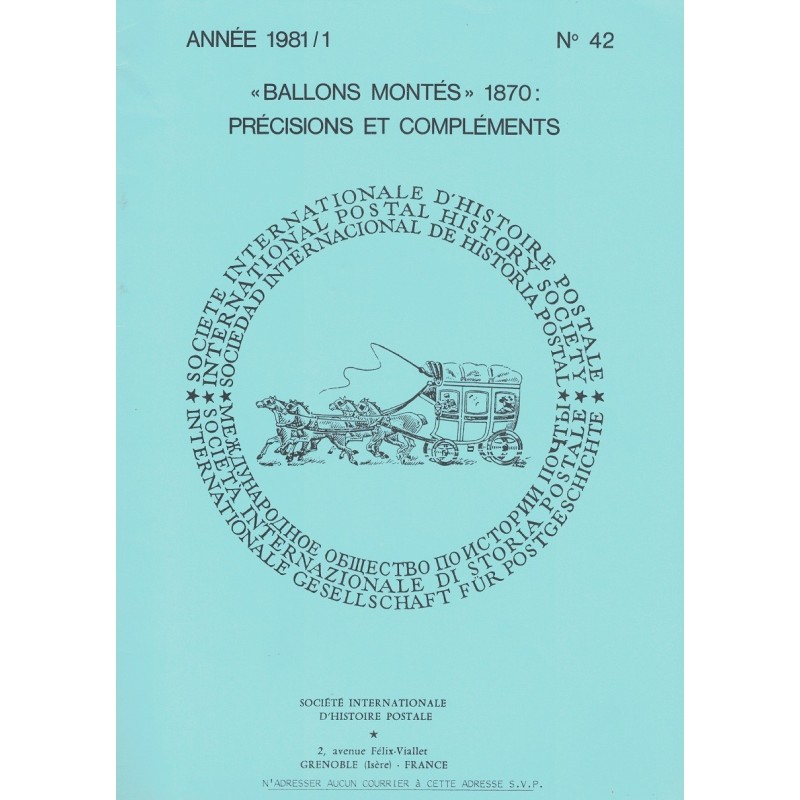 ANNÉE 1981/1 N° 42
«BALLONS MONTÉS» 1870:
PRÉCISIONS ET COMPLÉMENTS
★ SOCIETE INTERNATIONALE D'HISTOIRE POSTALE
★ INTERNATIONAL POSTAL HISTORY SOCIETY
★ SOCIEDAD INTERNACIONAL DE HISTORIA POSTAL ★
МЕЖДУНАРОДНОЕ ОБЩЕСТВО ПО ИСТОРИИ ПОЧТЫ
SOCIETÀ INTERNAZIONALE DI STORIA POSTALE ★
INTERNATIONALE GESELLSCHAFT FÜR POSTGESCHICHTE ★
SOCIÉTÉ INTERNATIONALE
D'HISTOIRE POSTALE
★
2, avenue Félix-Viallet
GRENOBLE (Isère) - FRANCE
N'ADRESSER AUCUN COURRIER à CETTE ADRESSE S.V.P.